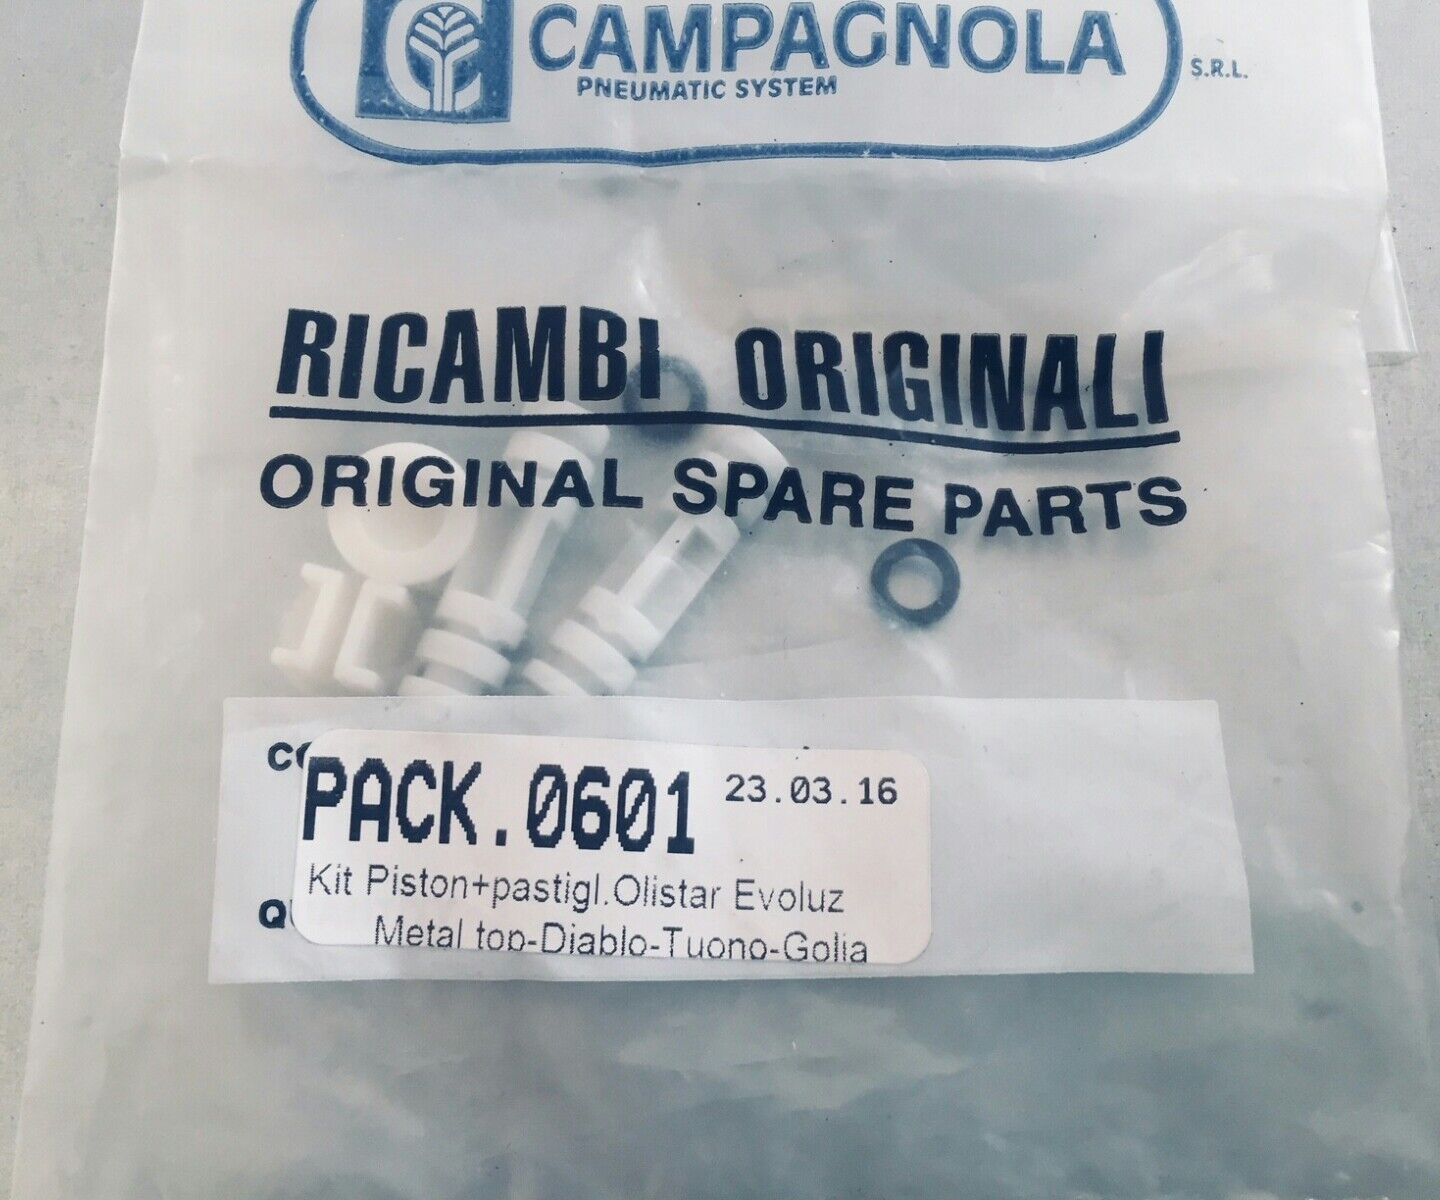 CAMPAGNOLA
PNEUMATIC SYSTEM
S.R.L.
RICAMBI ORIGINALI
ORIGINAL SPARE PARTS
PACK.0601 23.03.16
Kit Piston+pastigl.Olistar Evoluz
Metal top-Diablo-Tuono-Golia